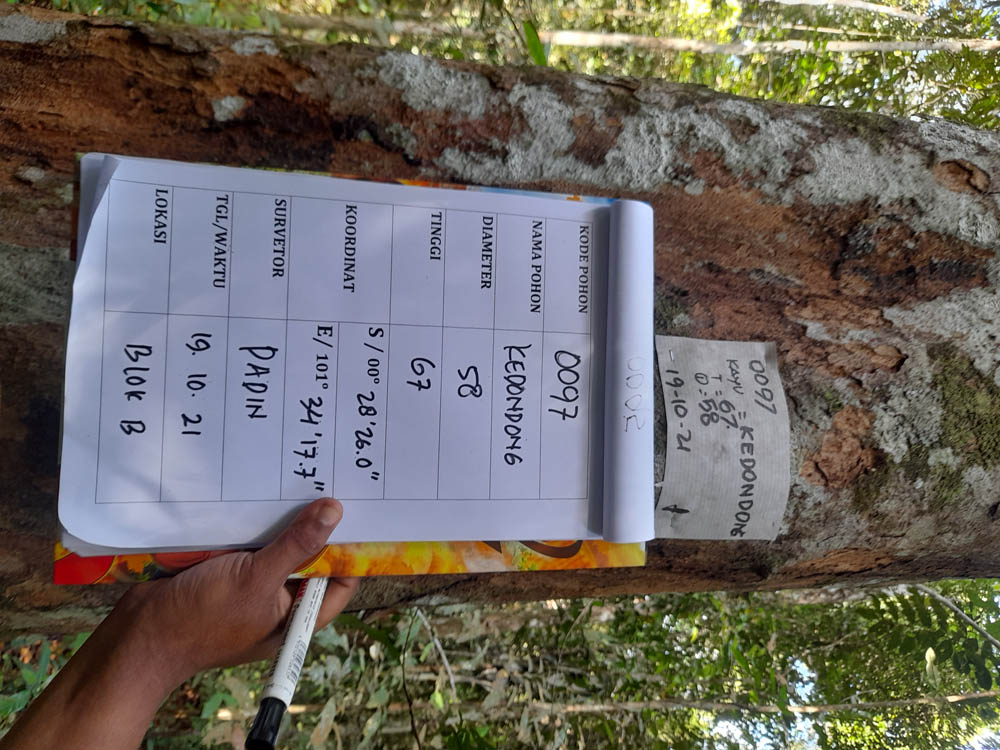 0097
KAYU = KEDONDONG
T = 67
Ⓓ = 58
19-10-21
0002
KODE POHON 0097
NAMA POHON KEDONDONG
DIAMETER 58
TINGGI 67
KOORDINAT S / 00° 28'26.0"
E/ 101° 34'17.7"
SURVETOR PADIN
TGL/WAKTU 19. 10. 21
LOKASI BLOK B